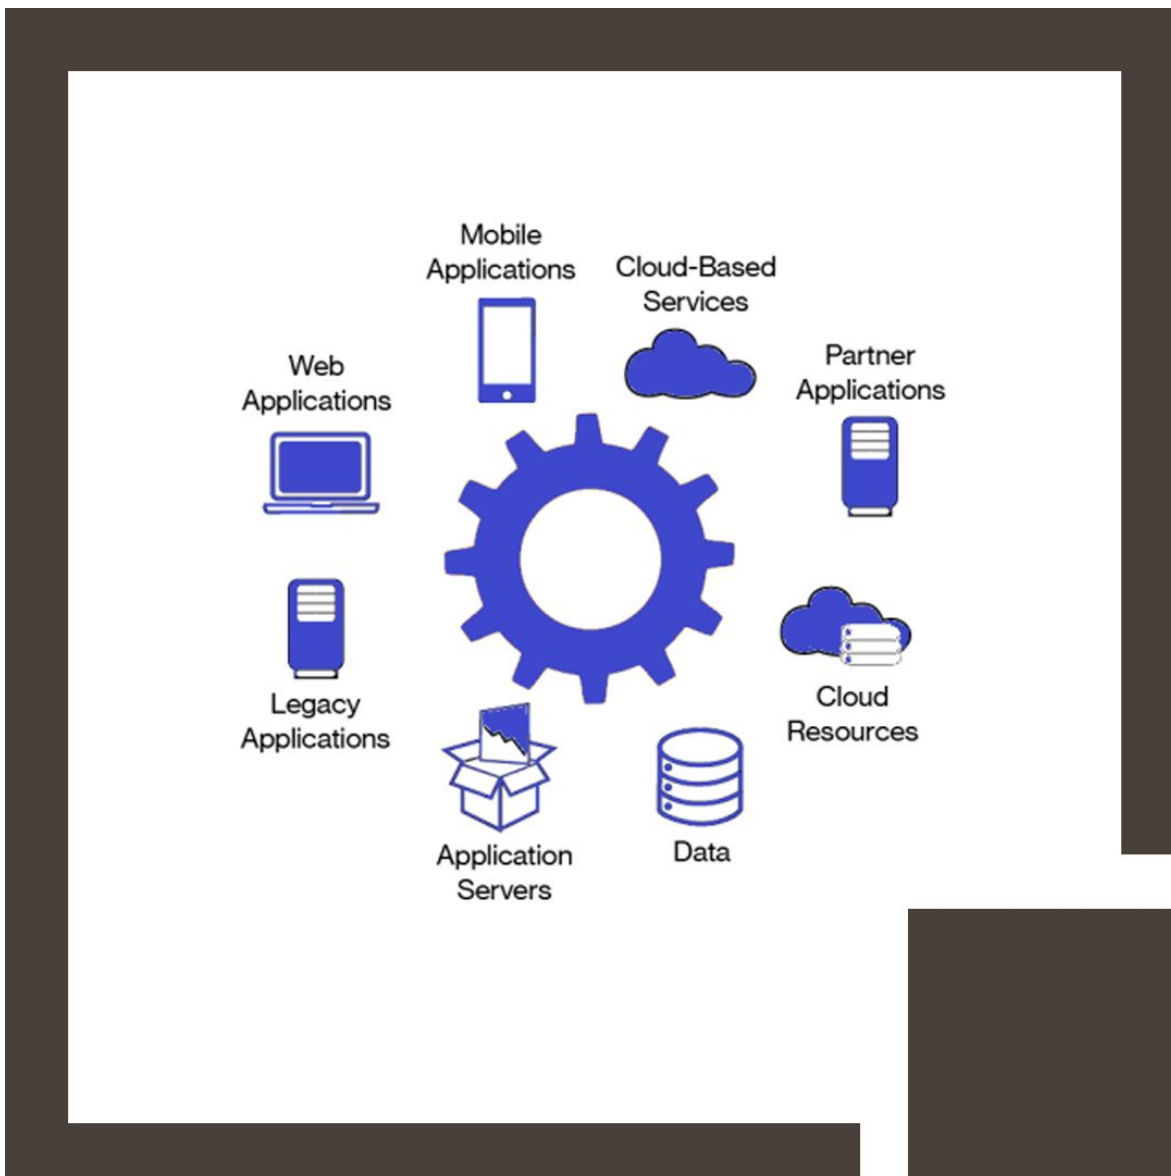 Mobile
Applications
Cloud-Based
Services
Web
Applications
Partner
Applications
Legacy
Applications
Cloud
Resources
Application
Servers
Data